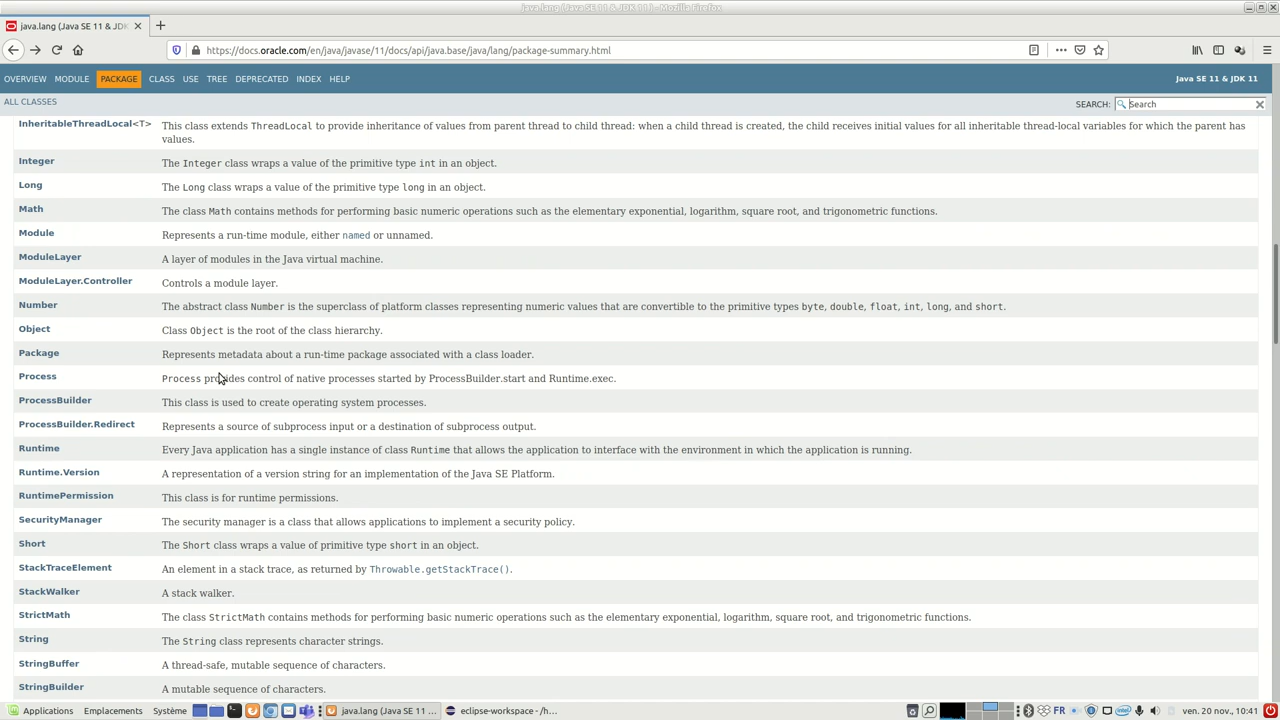 java.lang (Java SE 11 & JDK 11 ) - Mozilla Firefox
java.lang (Java SE 11 & JDK
https://docs.oracle.com/en/java/javase/11/docs/api/java.base/java/lang/package-summary.html
OVERVIEW MODULE PACKAGE CLASS USE TREE DEPRECATED INDEX HELP Java SE 11 & JDK 11
ALL CLASSES SEARCH: Search
InheritableThreadLocal<T> This class extends ThreadLocal to provide inheritance of values from parent thread to child thread: when a child thread is created, the child receives initial values for all inheritable thread-local variables for which the parent has
values.
Integer The Integer class wraps a value of the primitive type int in an object.
Long The Long class wraps a value of the primitive type long in an object.
Math The class Math contains methods for performing basic numeric operations such as the elementary exponential, logarithm, square root, and trigonometric functions.
Module Represents a run-time module, either named or unnamed.
ModuleLayer A layer of modules in the Java virtual machine.
ModuleLayer.Controller Controls a module layer.
Number The abstract class Number is the superclass of platform classes representing numeric values that are convertible to the primitive types byte, double, float, int, long, and short.
Object Class Object is the root of the class hierarchy.
Package Represents metadata about a run-time package associated with a class loader.
Process Process provides control of native processes started by ProcessBuilder.start and Runtime.exec.
ProcessBuilder This class is used to create operating system processes.
ProcessBuilder.Redirect Represents a source of subprocess input or a destination of subprocess output.
Runtime Every Java application has a single instance of class Runtime that allows the application to interface with the environment in which the application is running.
Runtime.Version A representation of a version string for an implementation of the Java SE Platform.
RuntimePermission This class is for runtime permissions.
SecurityManager The security manager is a class that allows applications to implement a security policy.
Short The Short class wraps a value of primitive type short in an object.
StackTraceElement An element in a stack trace, as returned by Throwable.getStackTrace().
StackWalker A stack walker.
StrictMath The class StrictMath contains methods for performing basic numeric operations such as the elementary exponential, logarithm, square root, and trigonometric functions.
String The String class represents character strings.
StringBuffer A thread-safe, mutable sequence of characters.
StringBuilder A mutable sequence of characters.
Applications Emplacements Système java.lang (Java SE 11 ... eclipse-workspace - /h... FR ven. 20 nov., 10:41